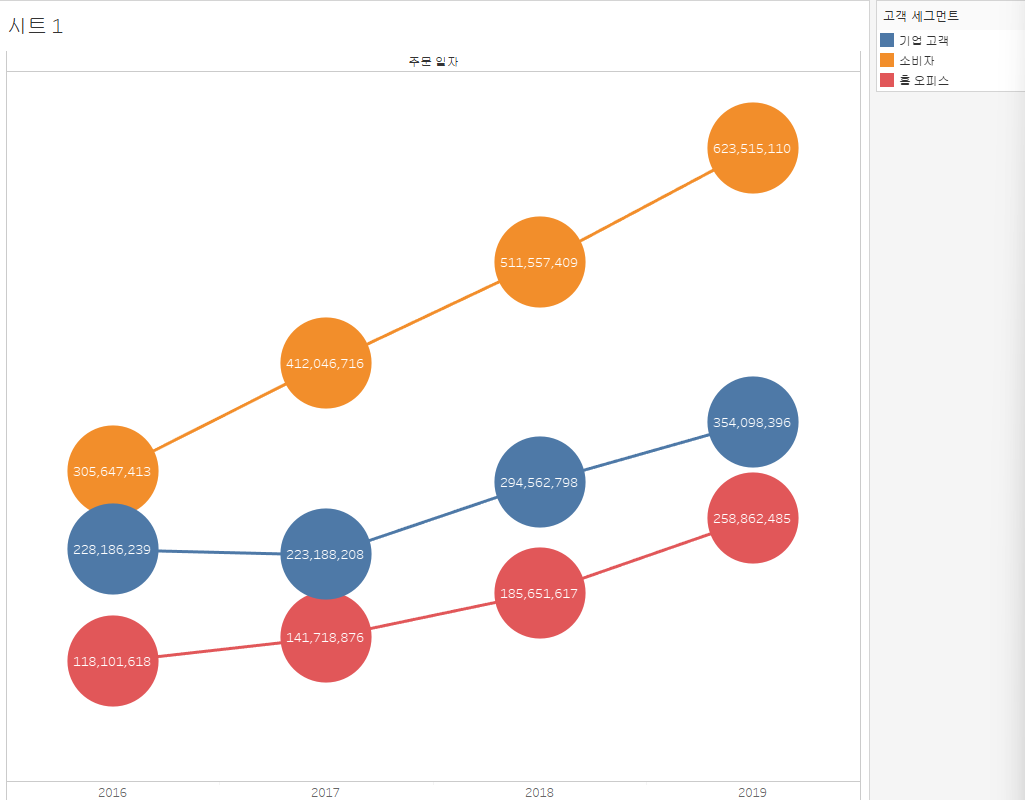 시트 1
주문 일자
623,515,110
511,557,409
412,046,716
354,098,396
305,647,413
294,562,798
258,862,485
228,186,239
223,188,208
185,651,617
141,718,876
118,101,618
2016 2017 2018 2019
고객 세그먼트
기업 고객
소비자
홈 오피스